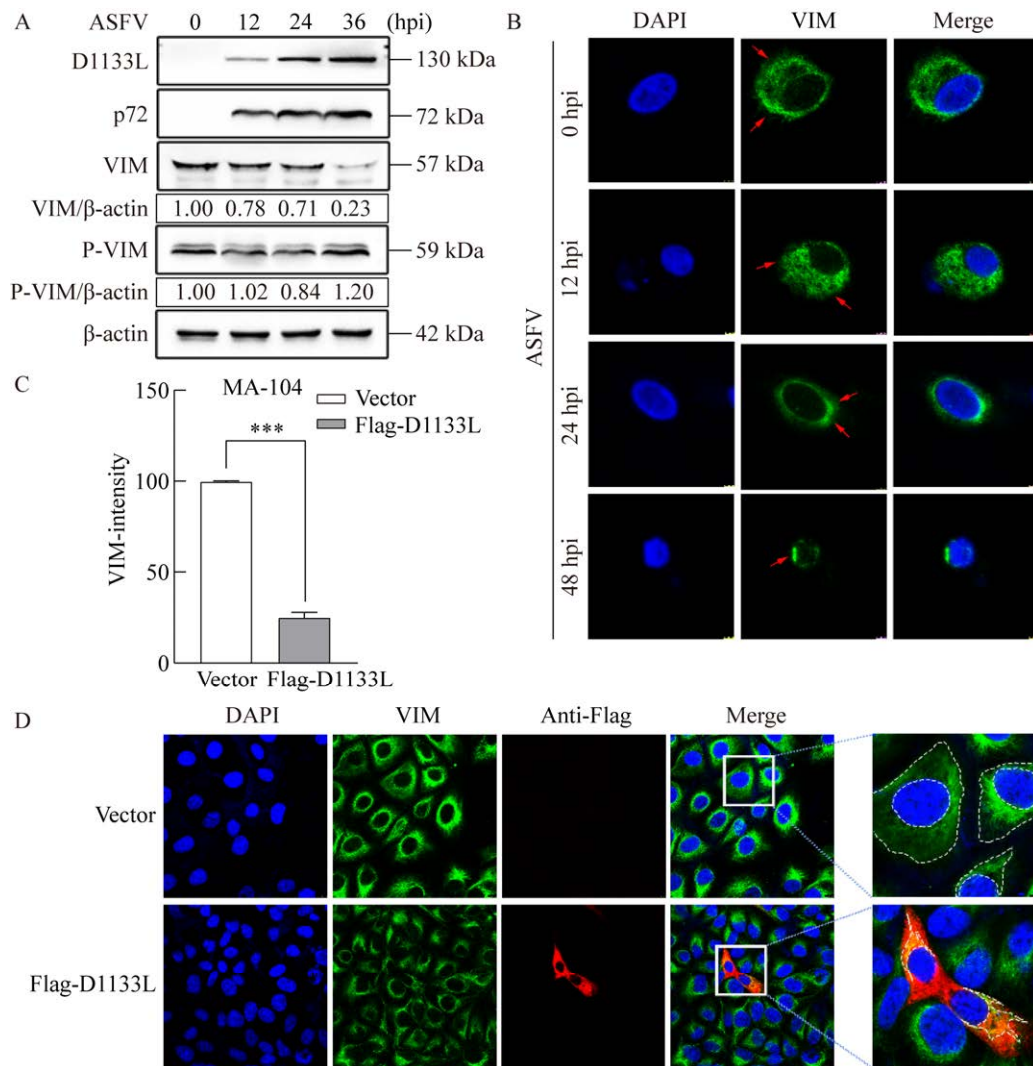 A
ASFV 0 12 24 36 (hpi)
D1133L 130 kDa
p72 72 kDa
VIM 57 kDa
VIM/β-actin 1.00 0.78 0.71 0.23
P-VIM 59 kDa
P-VIM/β-actin 1.00 1.02 0.84 1.20
β-actin 42 kDa
B
DAPI VIM Merge
ASFV
0 hpi
12 hpi
24 hpi
48 hpi
C
MA-104
Vector
Flag-D1133L
***
VIM-intensity
150
100
50
0
Vector Flag-D1133L
D
DAPI VIM Anti-Flag Merge
Vector
Flag-D1133L